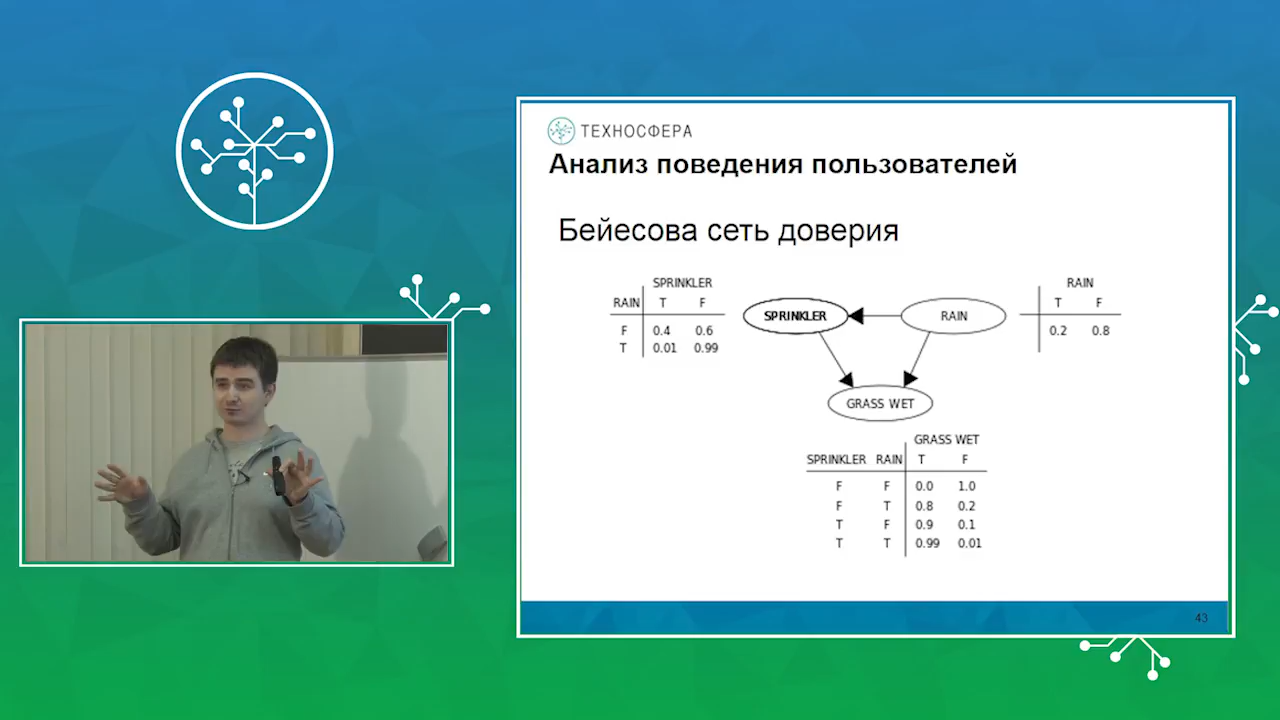 ТЕХНОСФЕРА
Анализ поведения пользователей
Бейесова сеть доверия
SPRINKLER
RAIN T F
F 0.4 0.6
T 0.01 0.99
SPRINKLER
RAIN
RAIN
T F
0.2 0.8
GRASS WET
GRASS WET
SPRINKLER RAIN T F
F F 0.0 1.0
F T 0.8 0.2
T F 0.9 0.1
T T 0.99 0.01
43